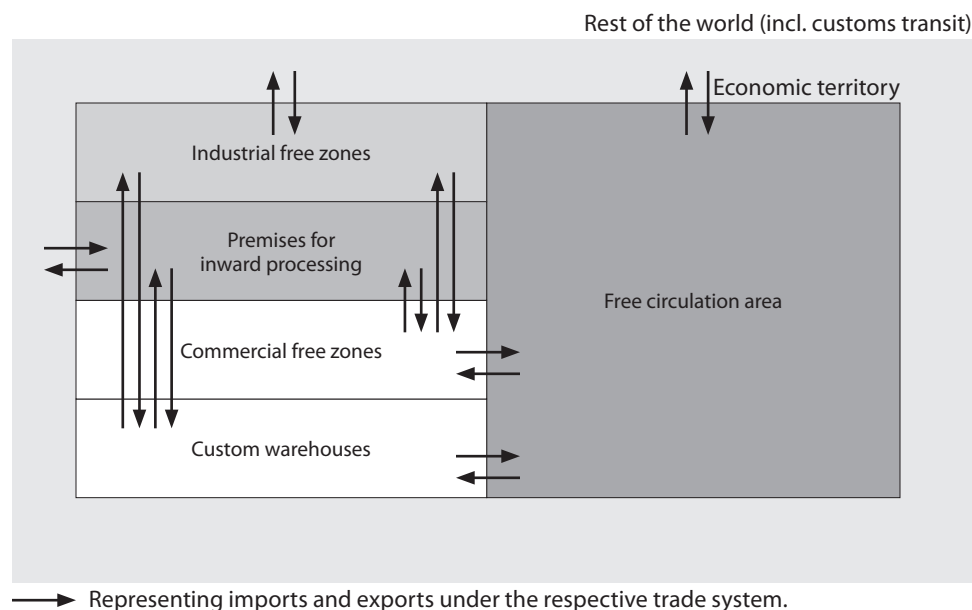 Rest of the world (incl. customs transit)
Economic territory
Industrial free zones
Premises for
inward processing
Free circulation area
Commercial free zones
Custom warehouses
Representing imports and exports under the respective trade system.